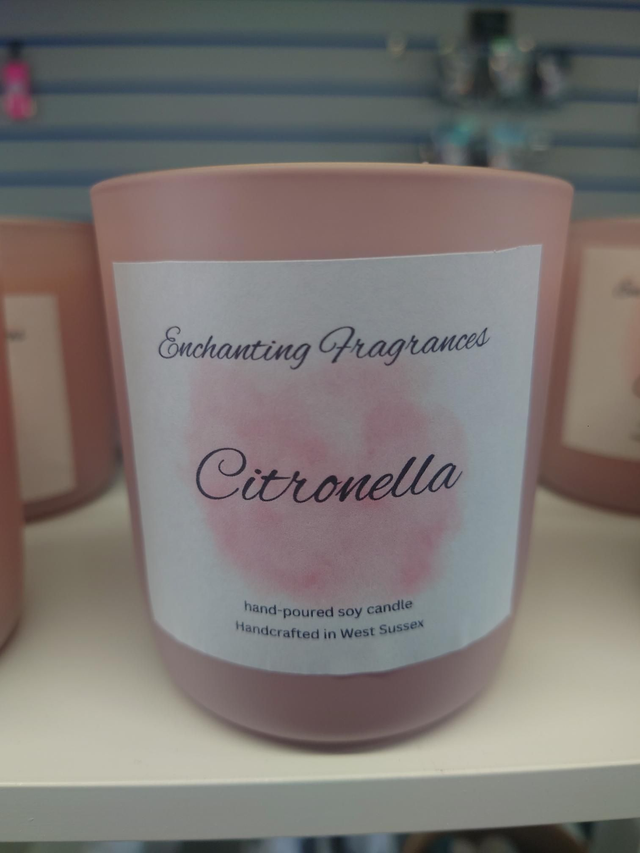 Enchanting Fragrances
Citronella
hand-poured soy candle
Handcrafted in West Sussex